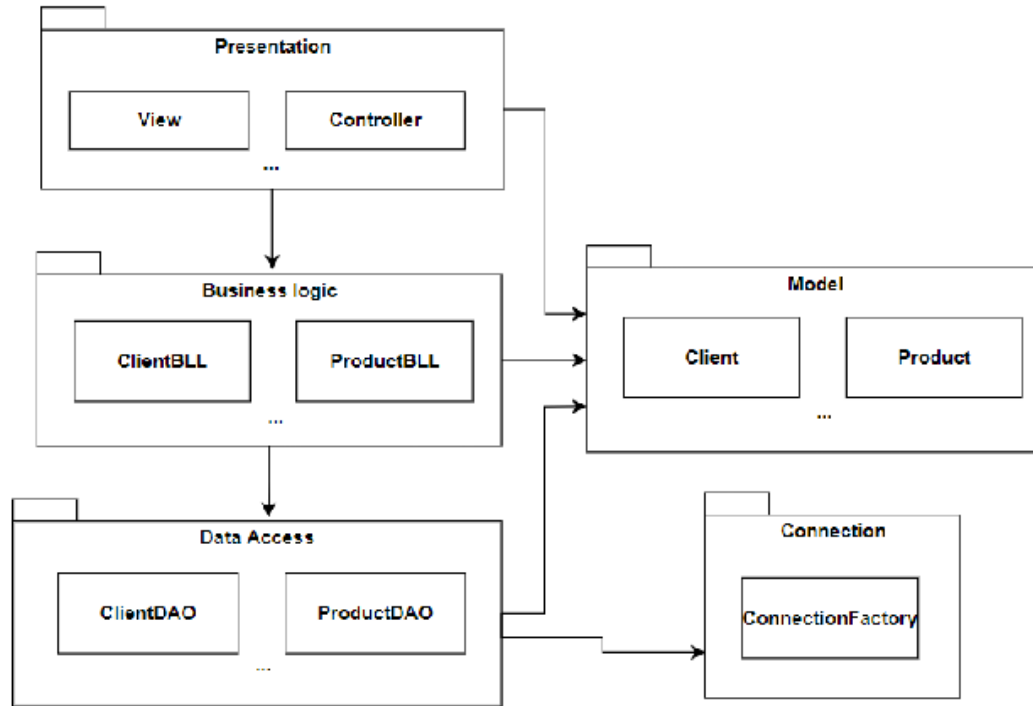 Presentation
View
Controller
...
Business logic
ClientBLL
ProductBLL
...
Model
Client
Product
...
Data Access
ClientDAO
ProductDAO
...
Connection
ConnectionFactory